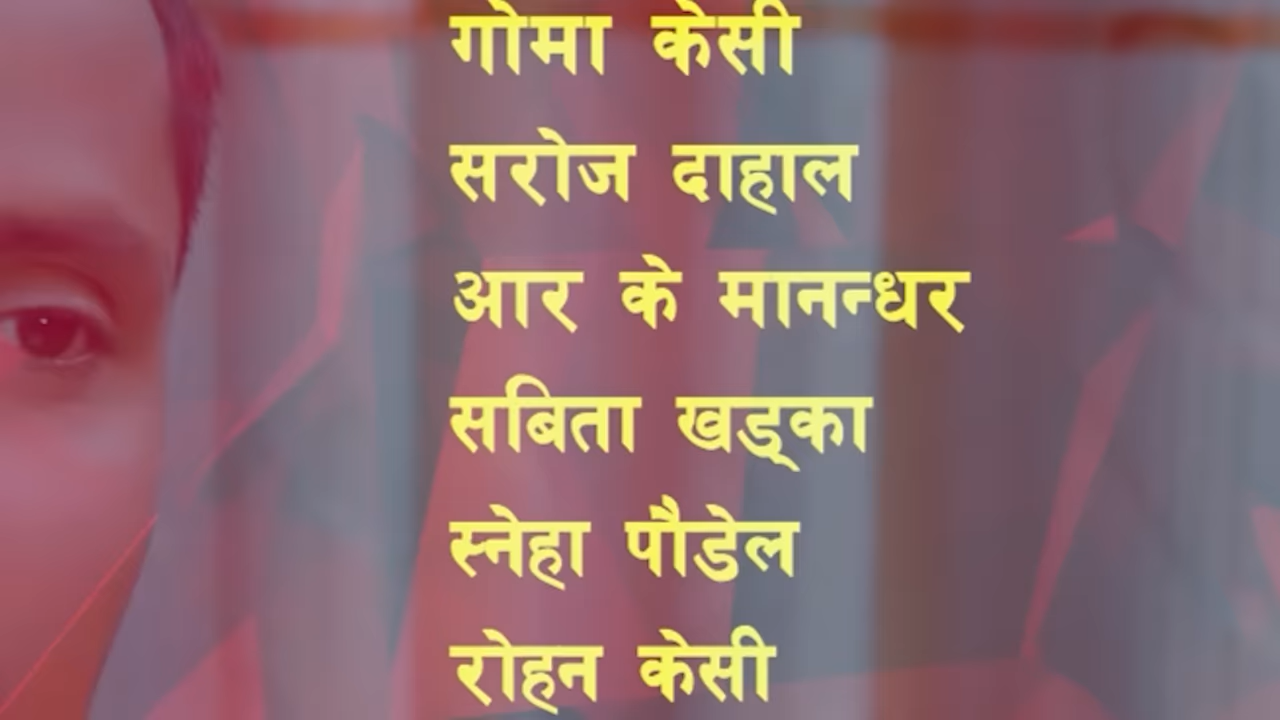 गोमा केसी
सरोज दाहाल
आर के मानन्धर
सबिता खड्का
स्नेहा पौडेल
रोहन केसी